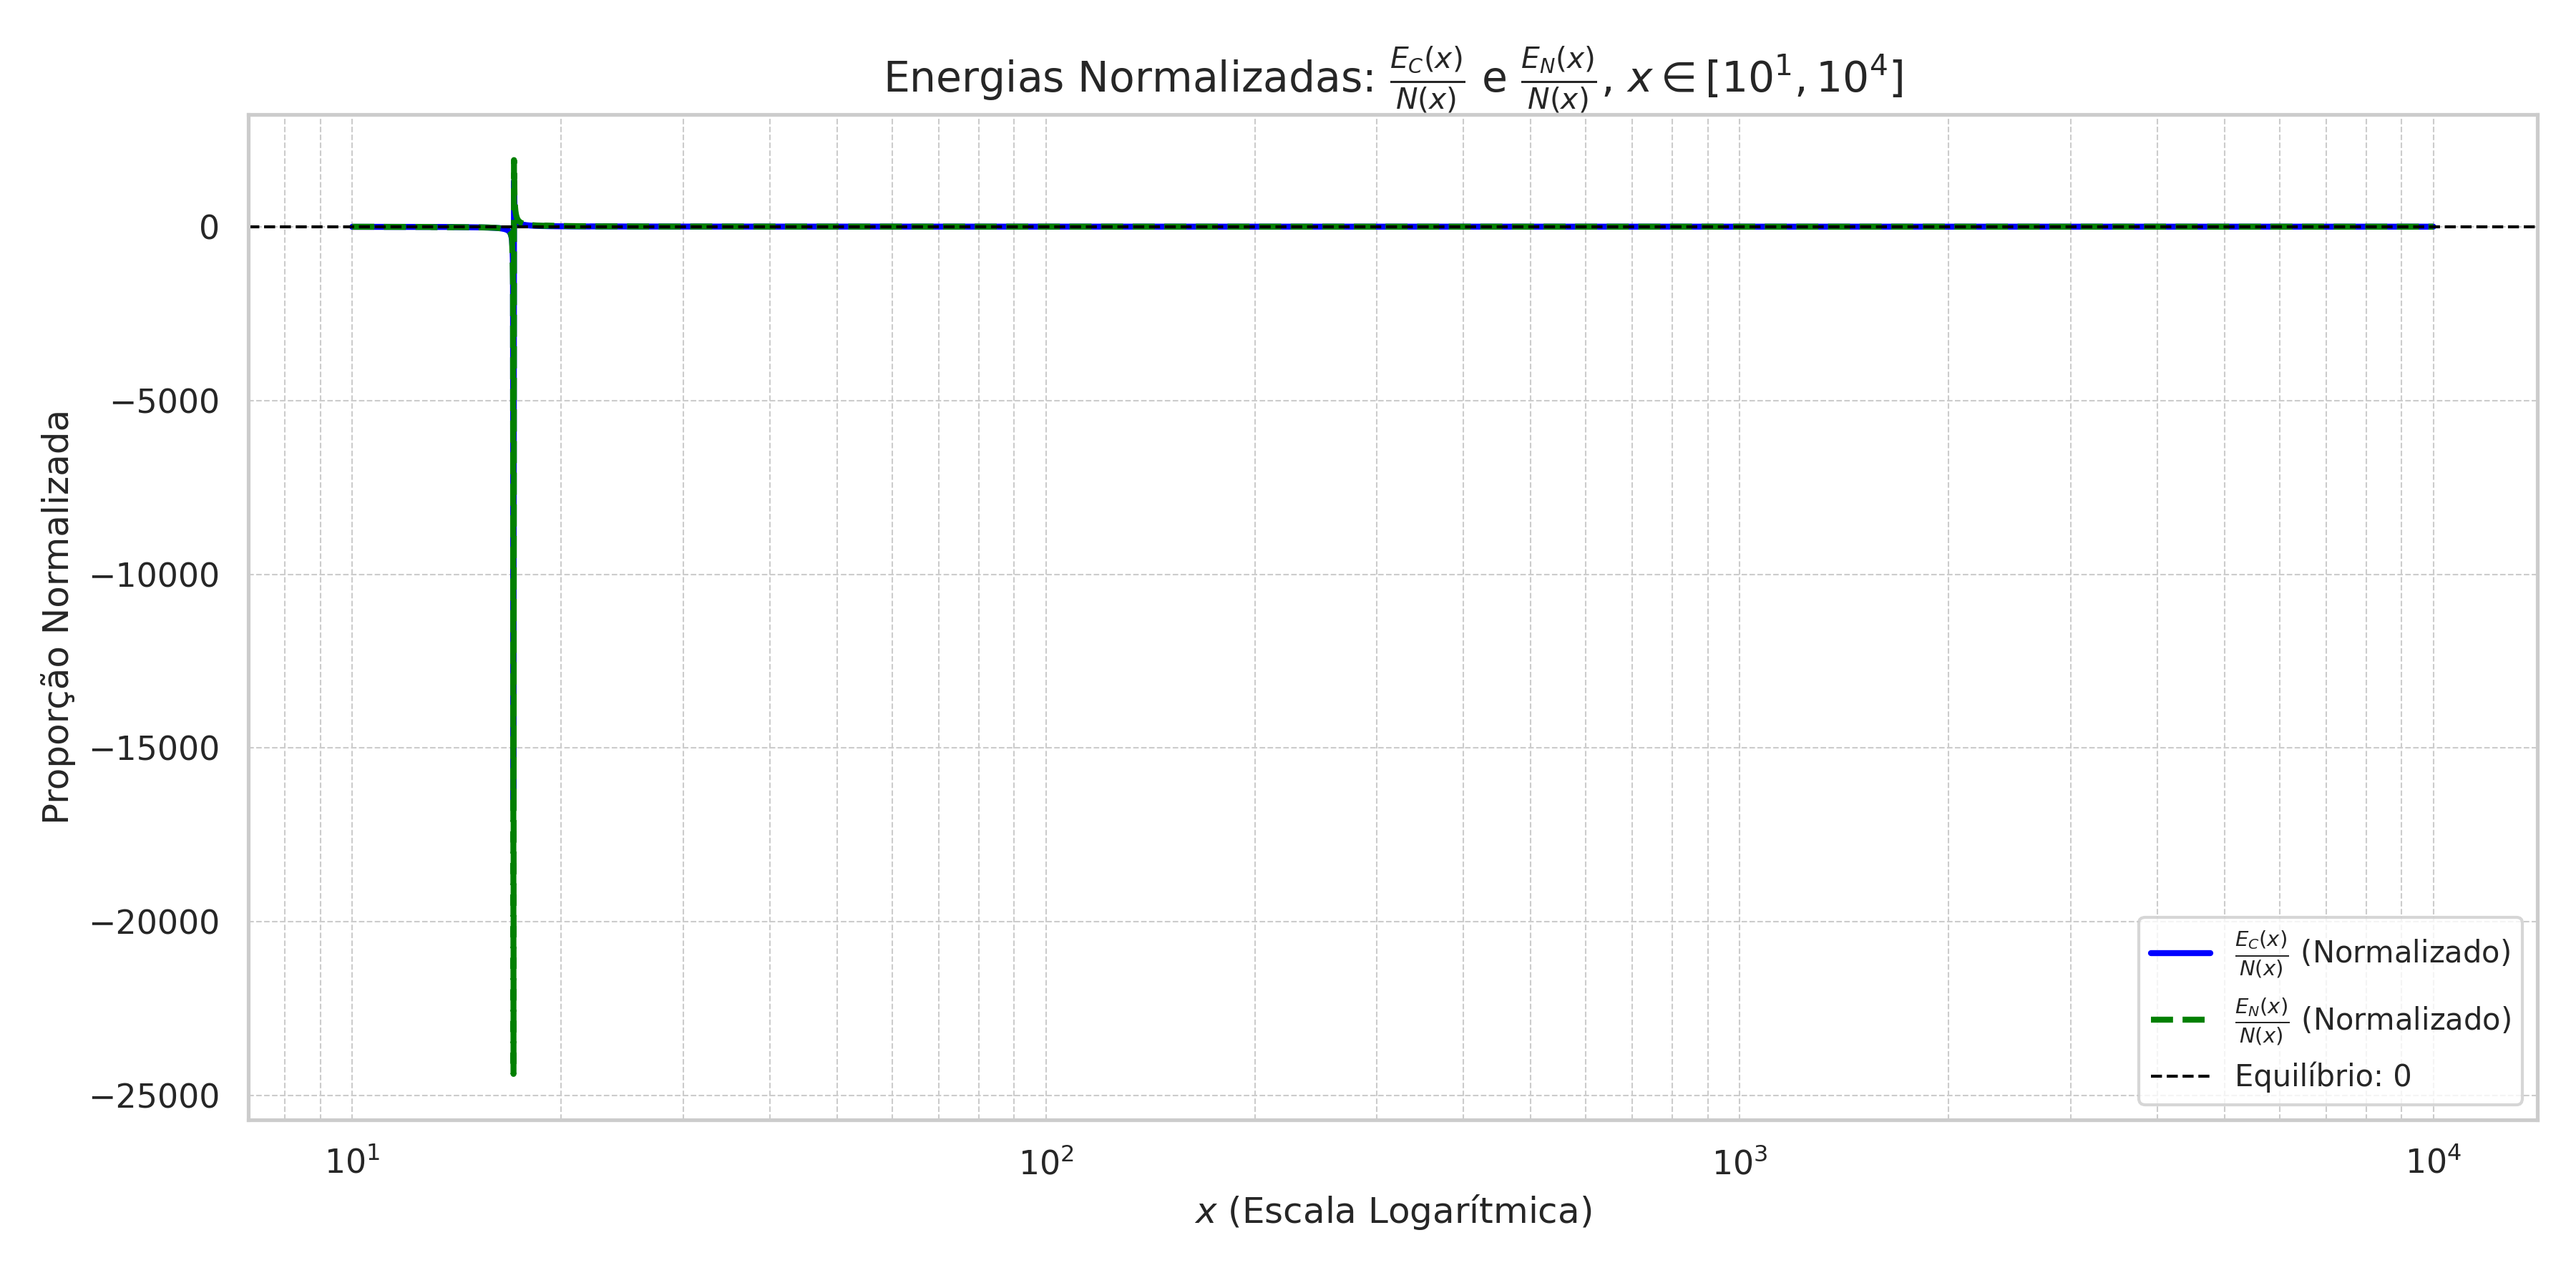 Energias Normalizadas: E_C(x)/N(x) e E_N(x)/N(x), x ∈ [10^1, 10^4]
Proporção Normalizada
0
−5000
−10000
−15000
−20000
−25000
E_C(x)/N(x) (Normalizado)
E_N(x)/N(x) (Normalizado)
Equilíbrio: 0
10^1 10^2 10^3 10^4
x (Escala Logarítmica)